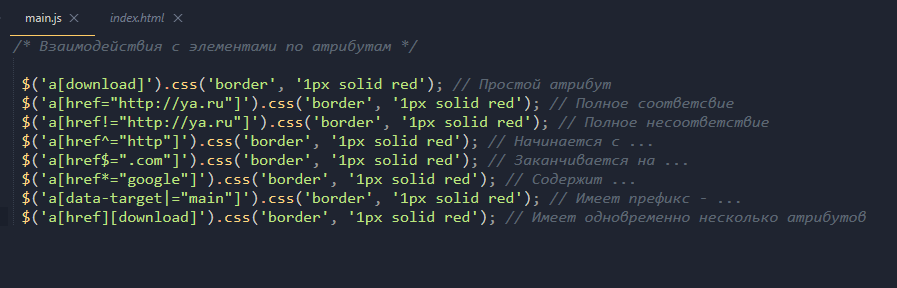 main.js × index.html ×
/* Взаимодействия с элементами по атрибутам */
$('a[download]').css('border', '1px solid red'); // Простой атрибут
$('a[href="http://ya.ru"]').css('border', '1px solid red'); // Полное соответсвие
$('a[href!="http://ya.ru"]').css('border', '1px solid red'); // Полное несоответствие
$('a[href^="http"]').css('border', '1px solid red'); // Начинается с ...
$('a[href$=".com"]').css('border', '1px solid red'); // Заканчивается на ...
$('a[href*="google"]').css('border', '1px solid red'); // Содержит ...
$('a[data-target|="main"]').css('border', '1px solid red'); // Имеет префикс - ...
$('a[href][download]').css('border', '1px solid red'); // Имеет одновременно несколько атрибутов